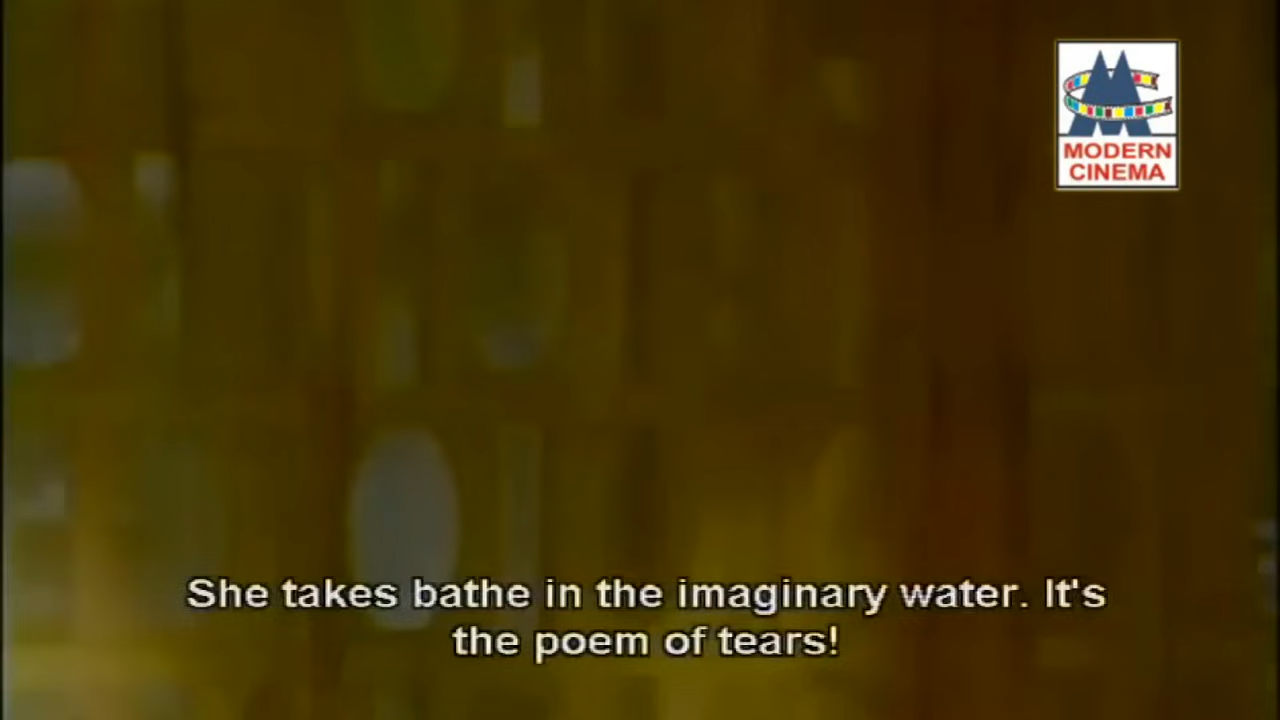 MODERN
CINEMA
She takes bathe in the imaginary water. It's
the poem of tears!